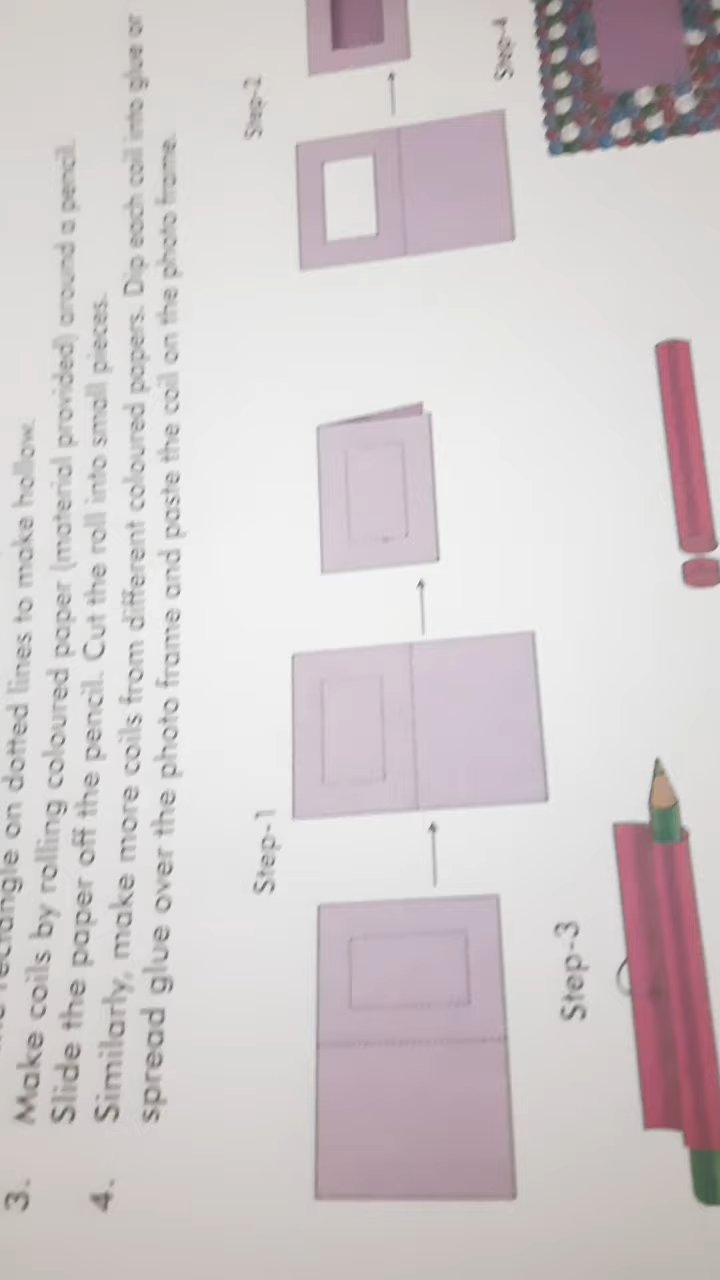 rectangle on dotted lines to make hollow.
3. Make coils by rolling coloured paper (material provided) around a pencil.
Slide the paper off the pencil. Cut the roll into small pieces.
4. Similarly, make more coils from different coloured papers. Dip each coil into glue or
spread glue over the photo frame and paste the coil on the photo frame.
Step-1
Step-2
Step-3
Step-4